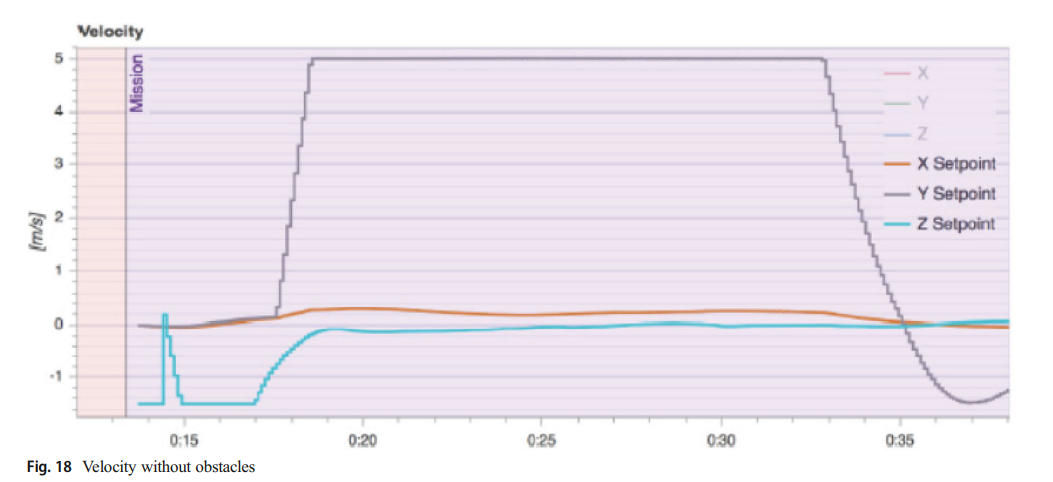 Velocity
5
4
3
2
1
0
-1
[m/s]
Mission
X
Y
Z
X Setpoint
Y Setpoint
Z Setpoint
0:15
0:20
0:25
0:30
0:35
Fig. 18 Velocity without obstacles